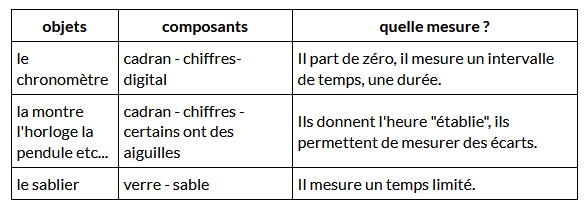 objets composants quelle mesure ?
le chronomètre
cadran - chiffres-
digital
Il part de zéro, il mesure un intervalle
de temps, une durée.
la montre
l'horloge la
pendule etc...
cadran - chiffres -
certains ont des
aiguilles
Ils donnent l'heure "établie", ils
permettent de mesurer des écarts.
le sablier verre - sable Il mesure un temps limité.